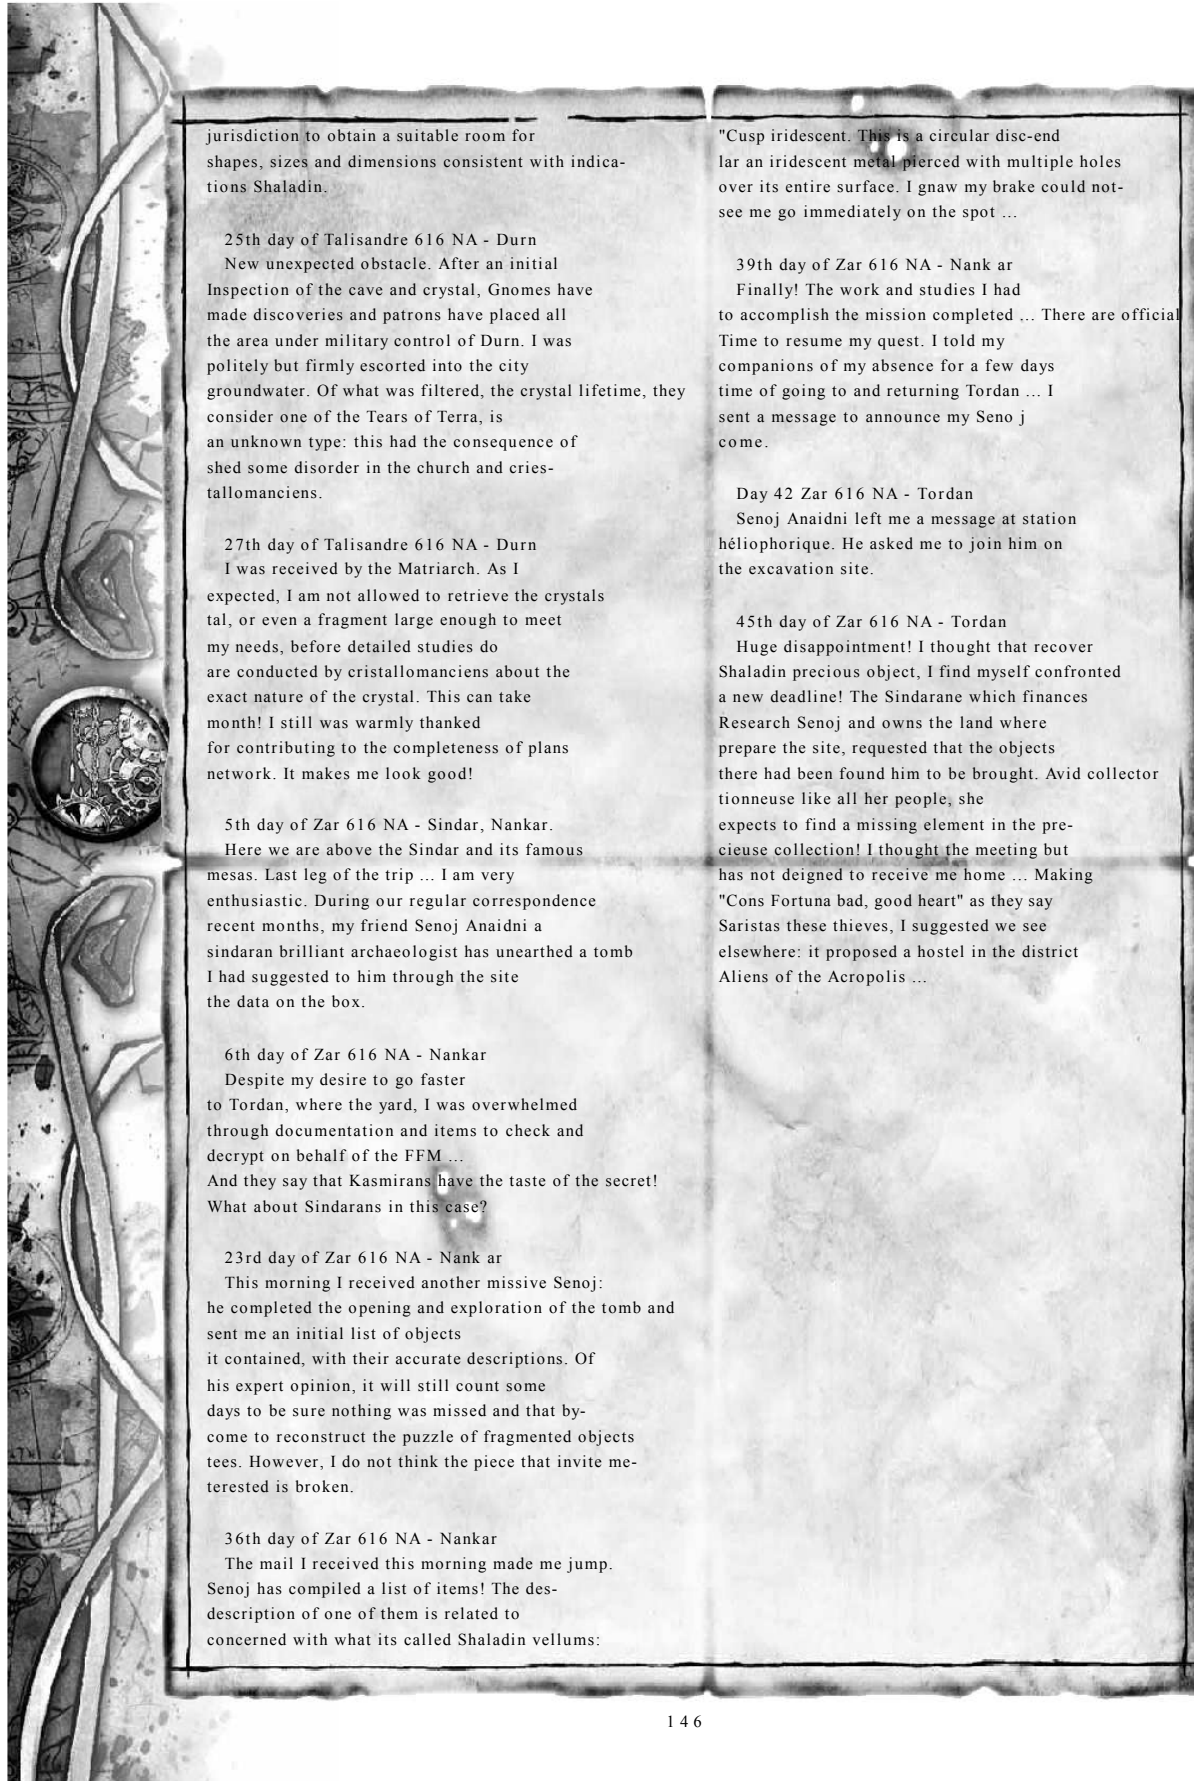 jurisdiction to obtain a suitable room for
shapes, sizes and dimensions consistent with indica-
tions Shaladin.
25th day of Talisandre 616 NA - Durn
New unexpected obstacle. After an initial
Inspection of the cave and crystal, Gnomes have
made discoveries and patrons have placed all
the area under military control of Durn. I was
politely but firmly escorted into the city
groundwater. Of what was filtered, the crystal lifetime, they
consider one of the Tears of Terra, is
an unknown type: this had the consequence of
shed some disorder in the church and cries-
tallomanciens.
27th day of Talisandre 616 NA - Durn
I was received by the Matriarch. As I
expected, I am not allowed to retrieve the crystals
tal, or even a fragment large enough to meet
my needs, before detailed studies do
are conducted by cristallomanciens about the
exact nature of the crystal. This can take
month! I still was warmly thanked
for contributing to the completeness of plans
network. It makes me look good!
5th day of Zar 616 NA - Sindar, Nankar.
Here we are above the Sindar and its famous
mesas. Last leg of the trip ... I am very
enthusiastic. During our regular correspondence
recent months, my friend Senoj Anaidni a
sindaran brilliant archaeologist has unearthed a tomb
I had suggested to him through the site
the data on the box.
6th day of Zar 616 NA - Nankar
Despite my desire to go faster
to Tordan, where the yard, I was overwhelmed
through documentation and items to check and
decrypt on behalf of the FFM ...
And they say that Kasmirans have the taste of the secret!
What about Sindarans in this case?
23rd day of Zar 616 NA - Nank ar
This morning I received another missive Senoj:
he completed the opening and exploration of the tomb and
sent me an initial list of objects
it contained, with their accurate descriptions. Of
his expert opinion, it will still count some
days to be sure nothing was missed and that by-
come to reconstruct the puzzle of fragmented objects
tees. However, I do not think the piece that invite me-
terested is broken.
36th day of Zar 616 NA - Nankar
The mail I received this morning made me jump.
Senoj has compiled a list of items! The des-
description of one of them is related to
concerned with what its called Shaladin vellums:
"Cusp iridescent. This is a circular disc-end
lar an iridescent metal pierced with multiple holes
over its entire surface. I gnaw my brake could not-
see me go immediately on the spot ...
39th day of Zar 616 NA - Nank ar
Finally! The work and studies I had
to accomplish the mission completed ... There are official
Time to resume my quest. I told my
companions of my absence for a few days
time of going to and returning Tordan ... I
sent a message to announce my Seno j
come.
Day 42 Zar 616 NA - Tordan
Senoj Anaidni left me a message at station
héliophorique. He asked me to join him on
the excavation site.
45th day of Zar 616 NA - Tordan
Huge disappointment! I thought that recover
Shaladin precious object, I find myself confronted
a new deadline! The Sindarane which finances
Research Senoj and owns the land where
prepare the site, requested that the objects
there had been found him to be brought. Avid collector
tionneuse like all her people, she
expects to find a missing element in the pre-
cieuse collection! I thought the meeting but
has not deigned to receive me home ... Making
"Cons Fortuna bad, good heart" as they say
Saristas these thieves, I suggested we see
elsewhere: it proposed a hostel in the district
Aliens of the Acropolis ...
146